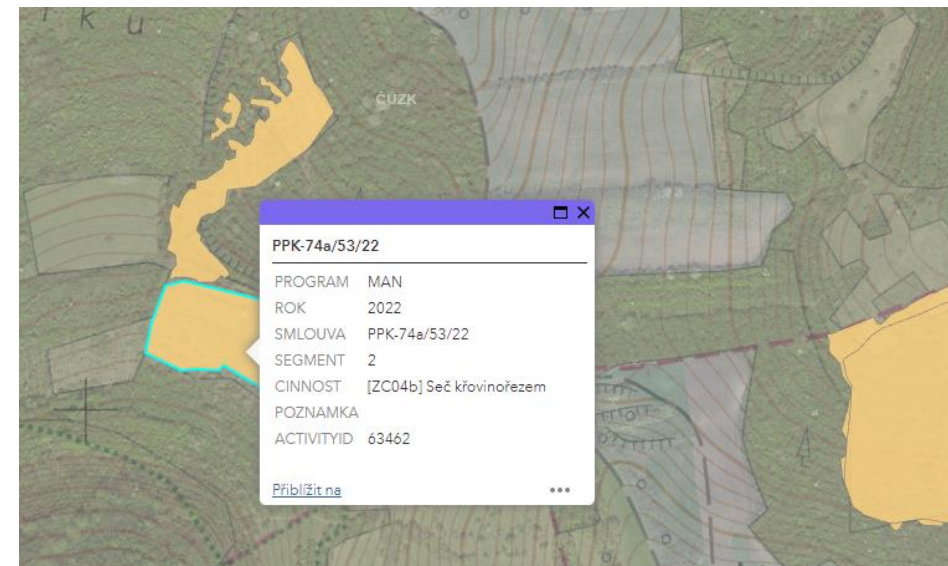 r k u
ČÚZK
PPK-74a/53/22
PROGRAM MAN
ROK 2022
SMLOUVA PPK-74a/53/22
SEGMENT 2
CINNOST [ZC04b] Seč křovinořezem
POZNAMKA
ACTIVITYID 63462
Přiblížit na